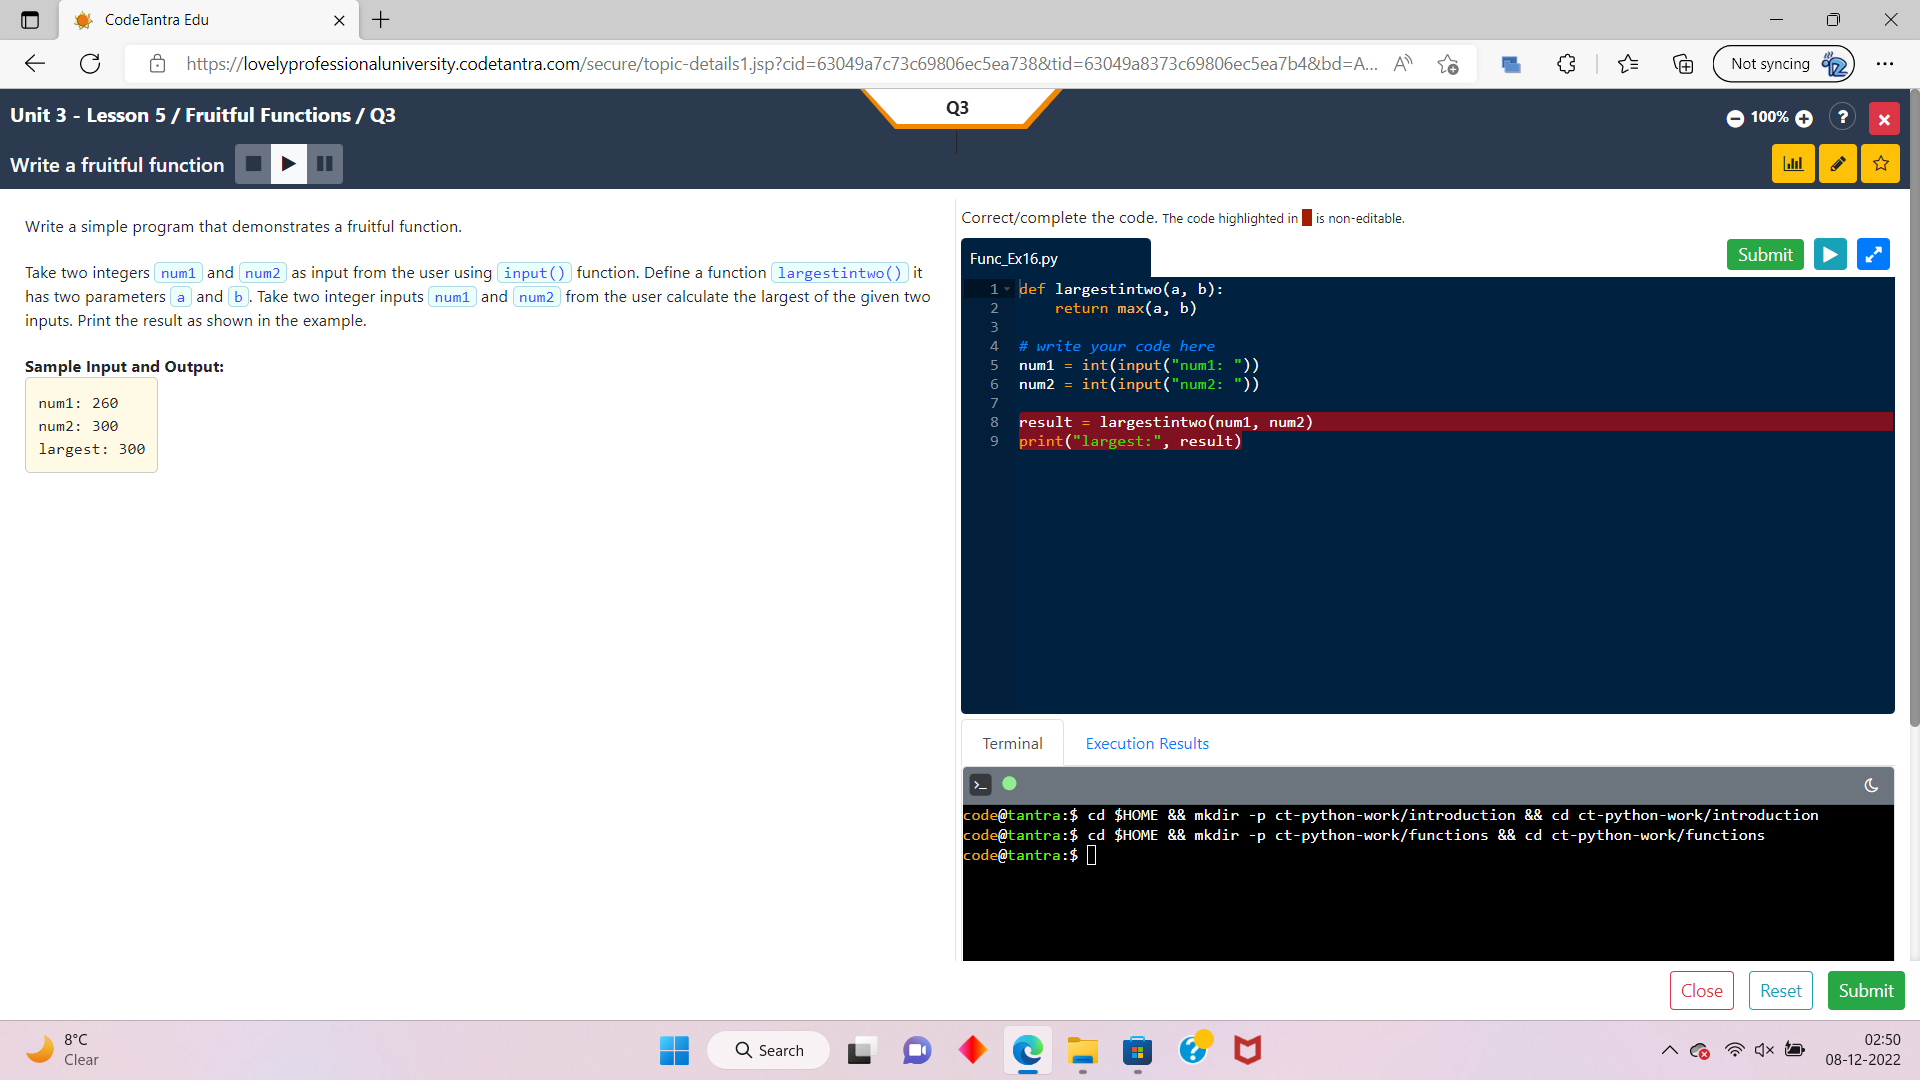 CodeTantra Edu
https://lovelyprofessionaluniversity.codetantra.com/secure/topic-details1.jsp?cid=63049a7c73c69806ec5ea738&tid=63049a8373c69806ec5ea7b4&bd=A...
Not syncing
Unit 3 - Lesson 5 / Fruitful Functions / Q3
Q3
100%
?
Write a fruitful function
Write a simple program that demonstrates a fruitful function.
Take two integers num1 and num2 as input from the user using input() function. Define a function largestintwo() it
has two parameters a and b. Take two integer inputs num1 and num2 from the user calculate the largest of the given two
inputs. Print the result as shown in the example.
Sample Input and Output:
num1: 260
num2: 300
largest: 300
Correct/complete the code. The code highlighted in is non-editable.
Func_Ex16.py
Submit
1 def largestintwo(a, b):
2 return max(a, b)
3
4 # write your code here
5 num1 = int(input("num1: "))
6 num2 = int(input("num2: "))
7
8 result = largestintwo(num1, num2)
9 print("largest:", result)
Terminal
Execution Results
code@tantra:$ cd $HOME && mkdir -p ct-python-work/introduction && cd ct-python-work/introduction
code@tantra:$ cd $HOME && mkdir -p ct-python-work/functions && cd ct-python-work/functions
code@tantra:$
Close
Reset
Submit
8°C
Clear
Search
02:50
08-12-2022